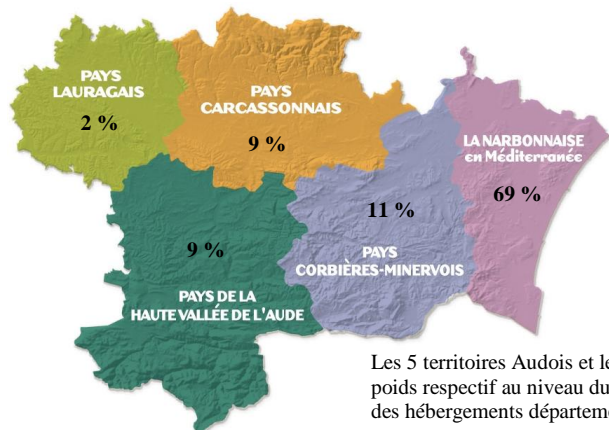 PAYS
LAURAGAIS
2 %
PAYS
CARCASSONNAIS
9 %
LA NARBONNAISE
en Méditerranée
69 %
11 %
PAYS
CORBIÈRES-MINERVOIS
9 %
PAYS DE LA
HAUTE VALLÉE DE L'AUDE
Les 5 territoires Audois et le
poids respectif au niveau du
des hébergements départeme